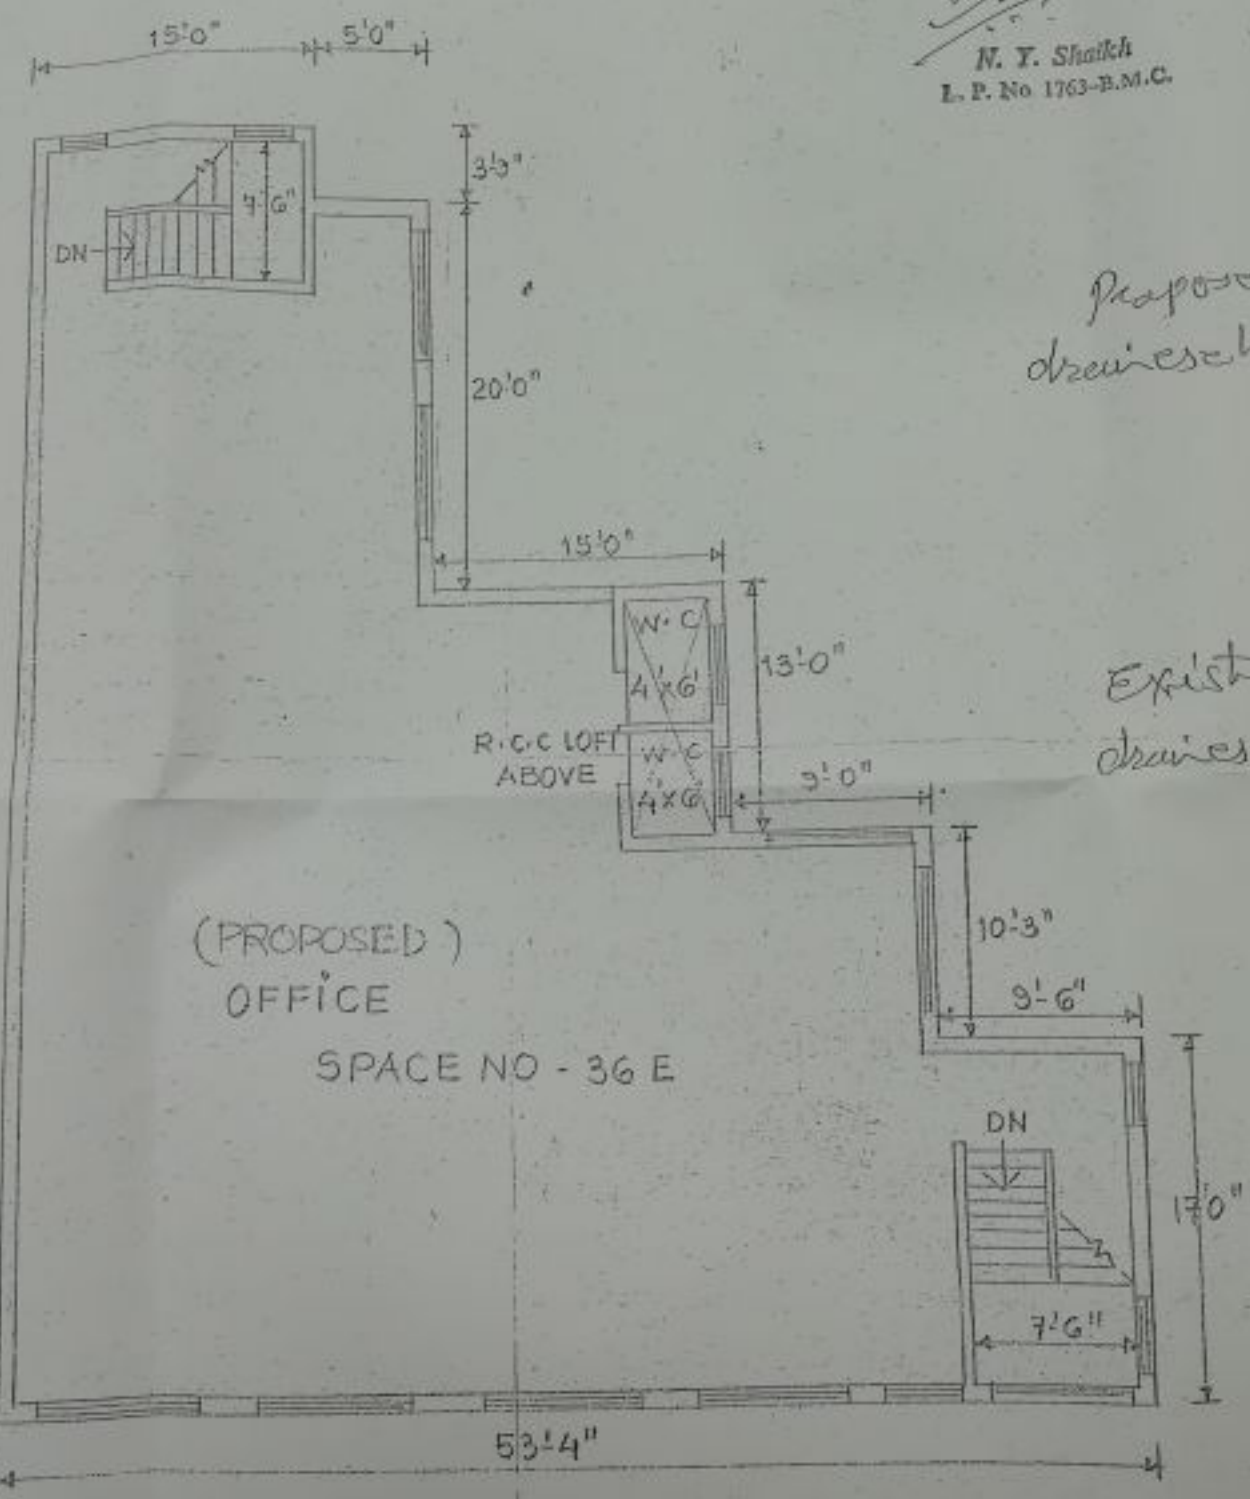 15'0"
5'0"
N. Y. Shaikh
L. P. No 1763-B.M.C.
3'9"
7'6"
DN
20'0"
15'0"
W.C
4'x6'
13'0"
R.C.C LOFT
ABOVE
W.C
4'x6'
9'0"
10'3"
9'-6"
(PROPOSED)
OFFICE
SPACE NO - 36 E
DN
17'0"
7'6"
53'4"